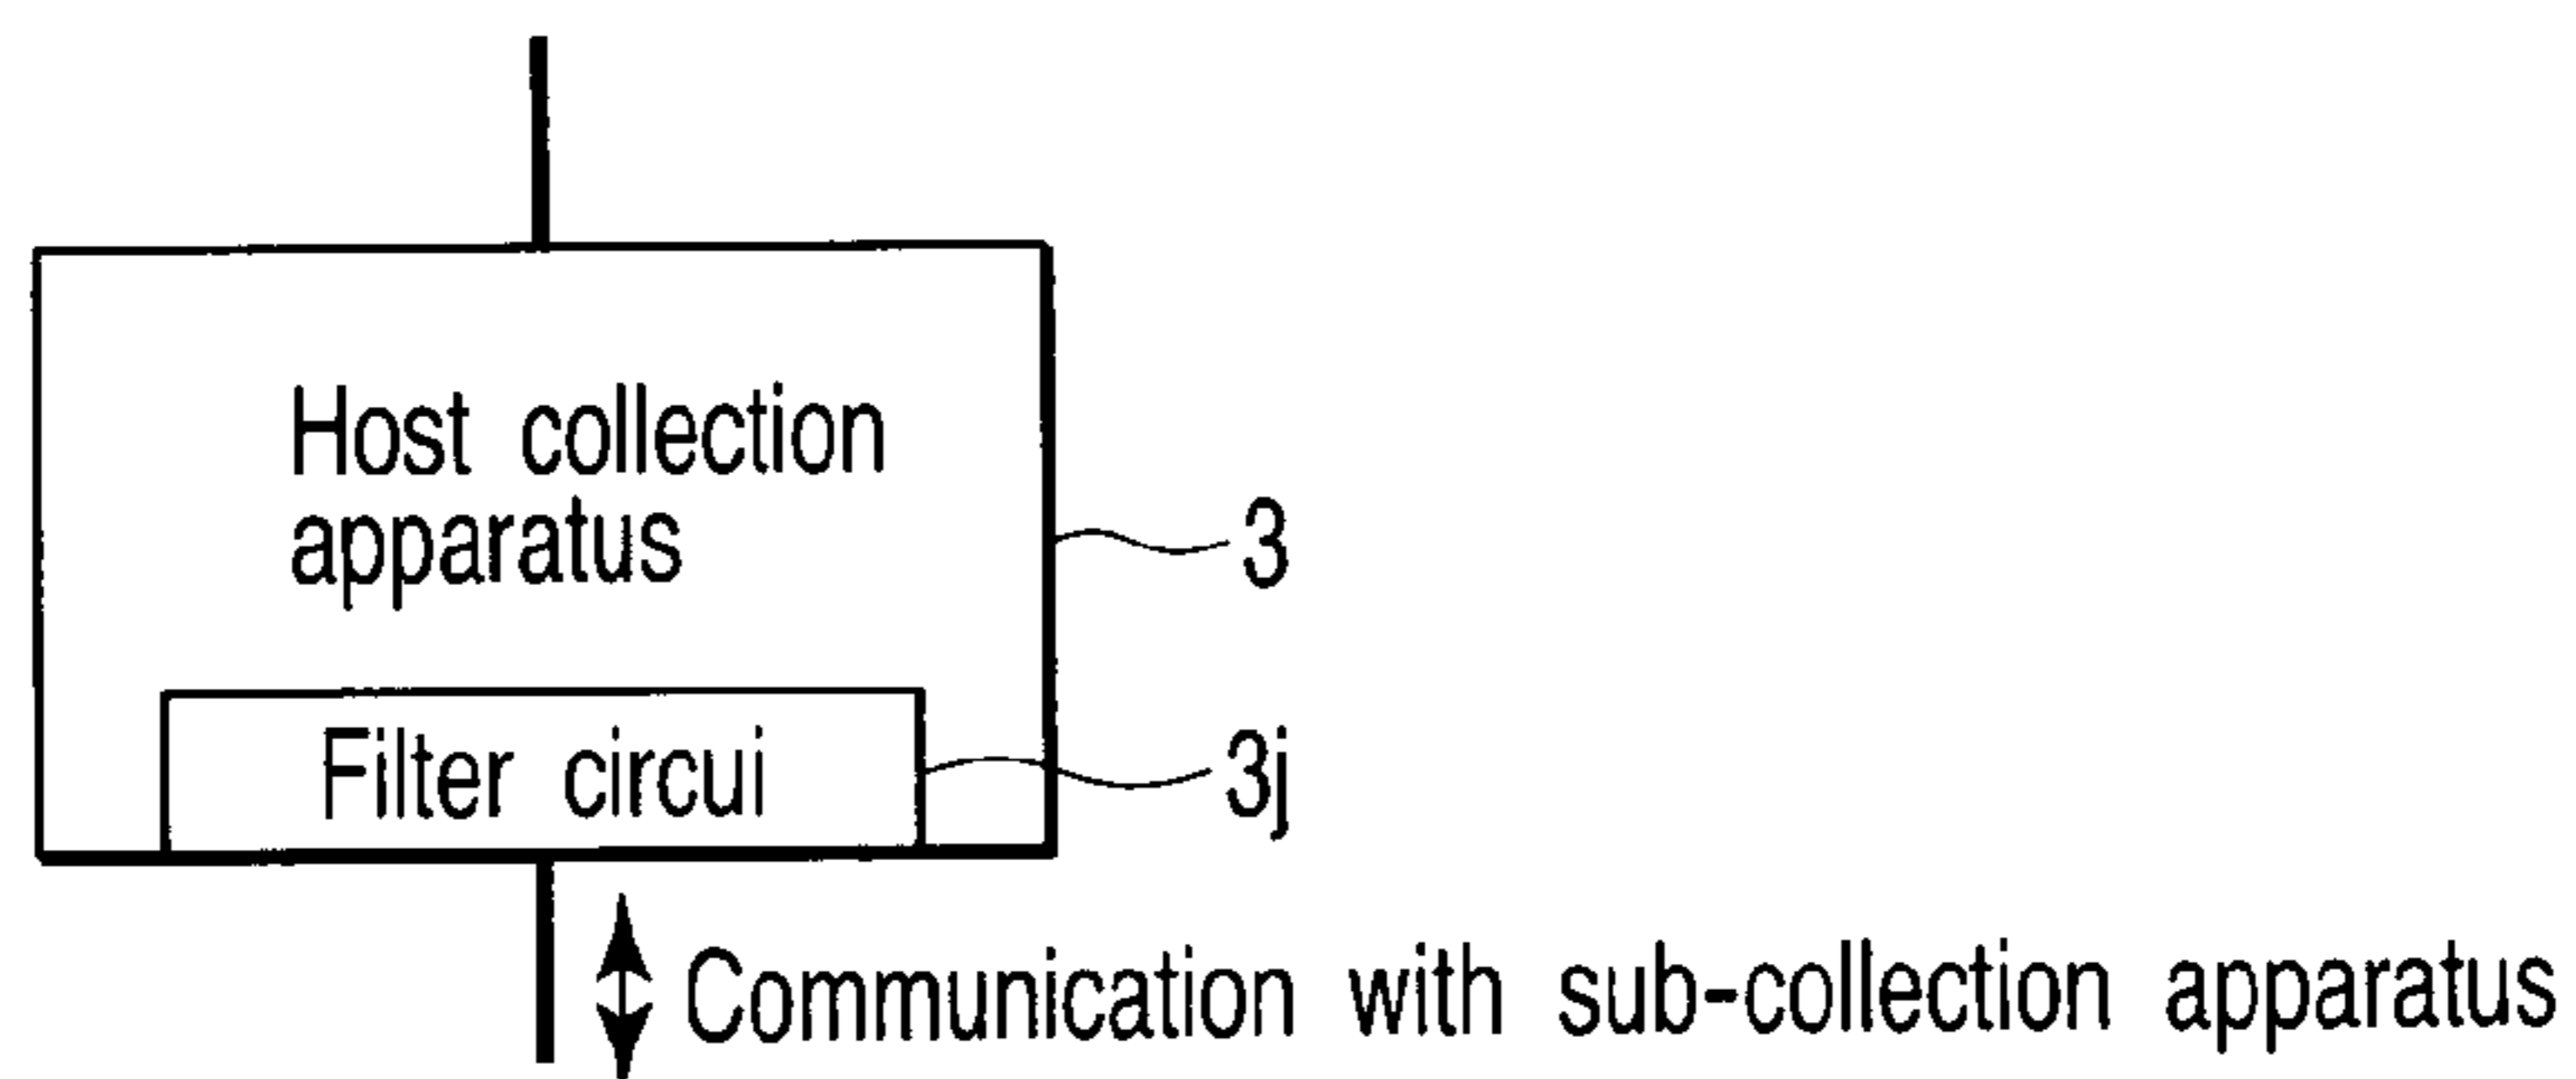 Host collection
apparatus
3
Filter circui
3j
Communication with sub-collection apparatus